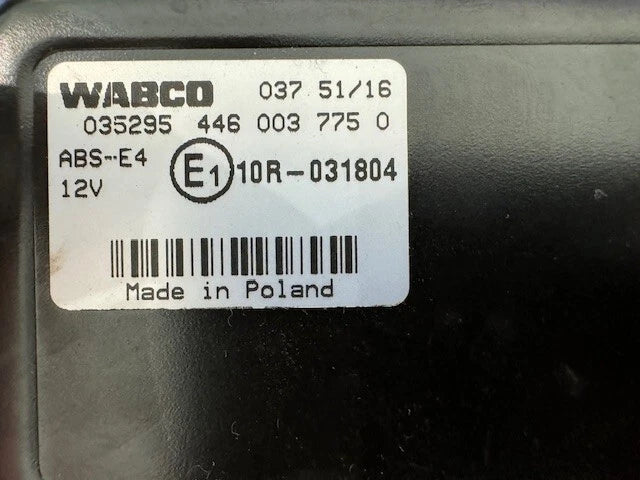 WABCO 037 51/16
035295 446 003 775 0
ABS-E4
12V
E1 10R-031804
Made in Poland